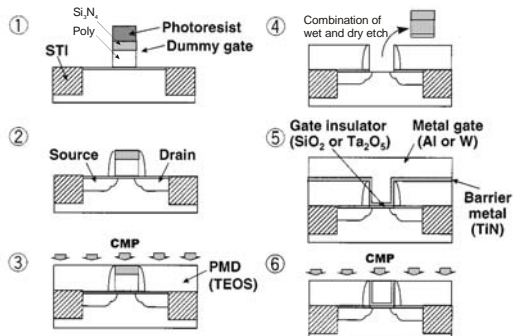 ①
Si₃N₄
Poly
Photoresist
Dummy gate
STI
②
Source
Drain
CMP
③
PMD
(TEOS)
④
Combination of
wet and dry etch
⑤
Gate insulator
(SiO₂ or Ta₂O₅)
Metal gate
(Al or W)
Barrier
metal
(TiN)
CMP
⑥